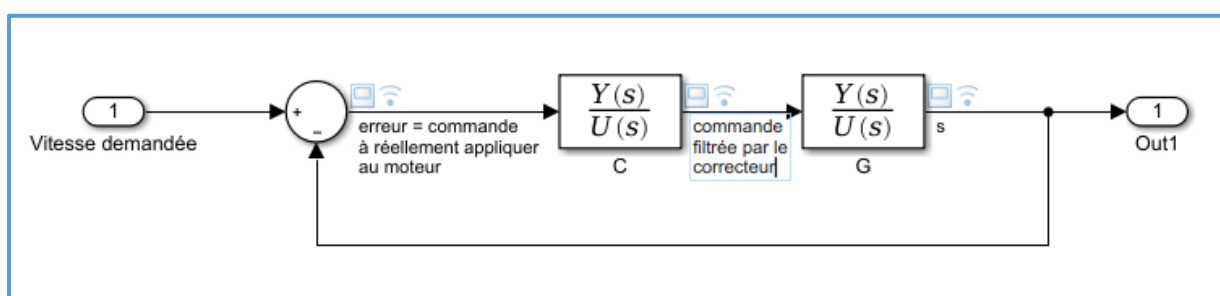 1
Vitesse demandée
+
−
erreur = commande
à réellement appliquer
au moteur
Y(s)
U(s)
C
commande
filtrée par le
correcteur
Y(s)
U(s)
G
s
1
Out1